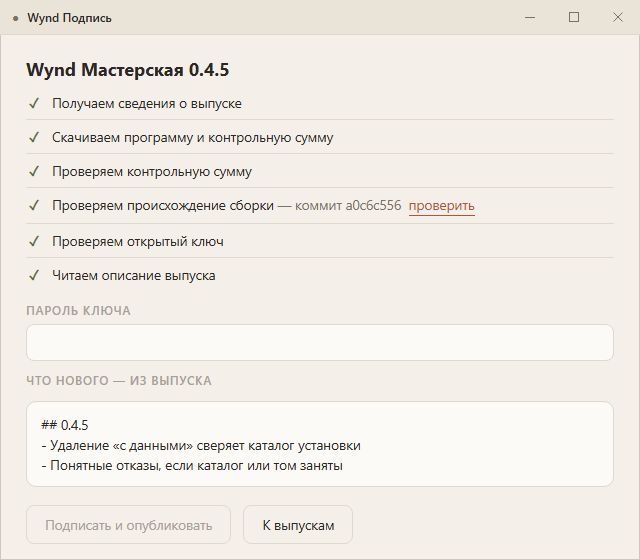 Wynd Подпись
Wynd Мастерская 0.4.5
✓ Получаем сведения о выпуске
✓ Скачиваем программу и контрольную сумму
✓ Проверяем контрольную сумму
✓ Проверяем происхождение сборки — коммит a0c6c556 проверить
✓ Проверяем открытый ключ
✓ Читаем описание выпуска
ПАРОЛЬ КЛЮЧА
ЧТО НОВОГО — ИЗ ВЫПУСКА
## 0.4.5
- Удаление «с данными» сверяет каталог установки
- Понятные отказы, если каталог или том заняты
Подписать и опубликовать К выпускам